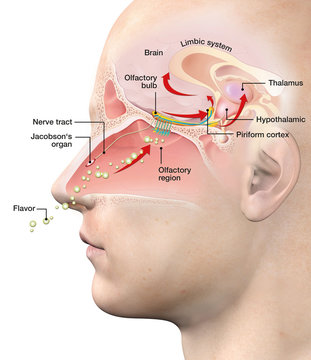 Limbic system
Brain
Olfactory
bulb
Thalamus
Nerve tract
Hypothalamic
Jacobson's
organ
Piriform cortex
Olfactory
region
Flavor